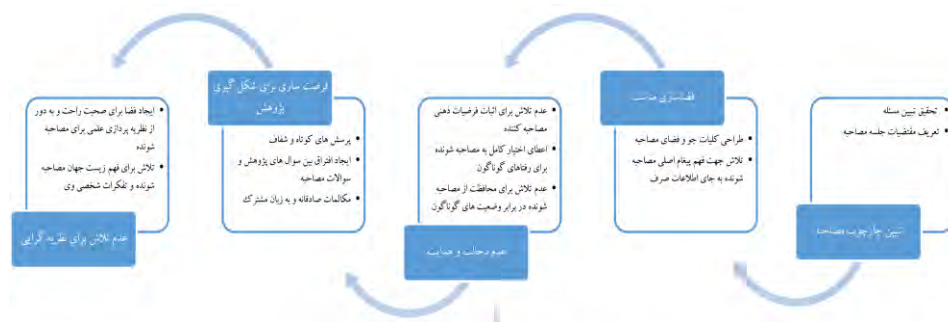 تحقیق تبیین مسئله
تعریف مقتضیات جلسه مصاحبه
تبیین چارچوب مصاحبه
فضاسازی مناسب
طراحی کلیات جو و فضای مصاحبه
تلاش جهت فهم پیغام اصلی مصاحبه
شونده به جای اطلاعات صرف
عدم تلاش برای اثبات فرضیات ذهنی
مصاحبه کننده
اعطای اختیار کامل به مصاحبه شونده
برای رفتاهای گوناگون
عدم تلاش برای محافظت از مصاحبه
شونده در برابر وضعیت های گوناگون
عدم دخالت و هدایت
فرصت سازی برای شکل گیری
پژوهش
پرسش های کوتاه و شفاف
ایجاد افتراق بین سوال های پژوهش و
سوالات مصاحبه
مکالمات صادقانه و به زبان مشترک
ایجاد فضا برای صحبت راحت و به دور
از نظریه پردازی علمی برای مصاحبه
شونده
تلاش برای فهم زیست جهان مصاحبه
شونده و تفکرات شخصی وی
عدم تلاش برای نظریه گرایی